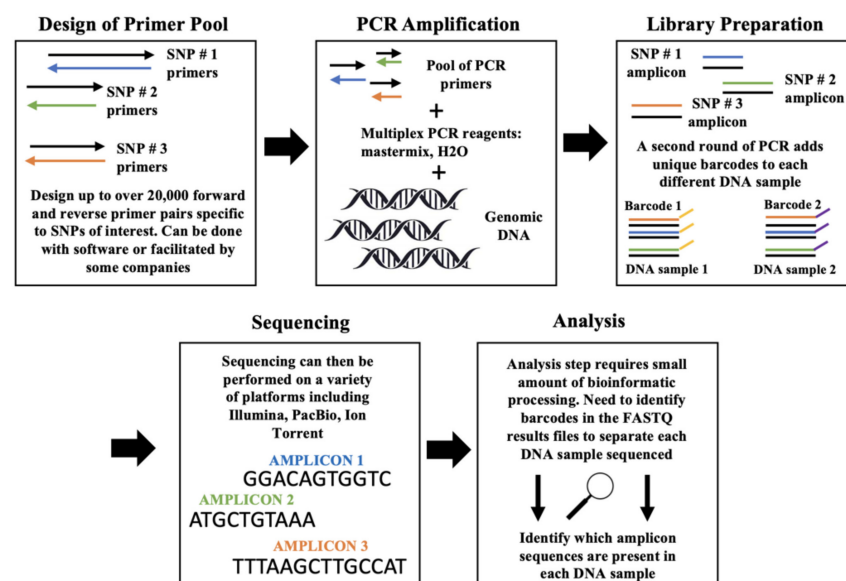 Design of Primer Pool
SNP # 1
primers
SNP # 2
primers
SNP # 3
primers
Design up to over 20,000 forward
and reverse primer pairs specific
to SNPs of interest. Can be done
with software or facilitated by
some companies
PCR Amplification
Pool of PCR
primers
+
Multiplex PCR reagents:
mastermix, H2O
+
Genomic
DNA
Library Preparation
SNP # 1
amplicon
SNP # 2
amplicon
SNP # 3
amplicon
A second round of PCR adds
unique barcodes to each
different DNA sample
Barcode 1
Barcode 2
DNA sample 1
DNA sample 2
Sequencing
Sequencing can then be
performed on a variety
of platforms including
Illumina, PacBio, Ion
Torrent
AMPLICON 1
GGACAGTGGTC
AMPLICON 2
ATGCTGTAAA
AMPLICON 3
TTTAAGCTTGCCAT
Analysis
Analysis step requires small
amount of bioinformatic
processing. Need to identify
barcodes in the FASTQ
results files to separate each
DNA sample sequenced
Identify which amplicon
sequences are present in
each DNA sample